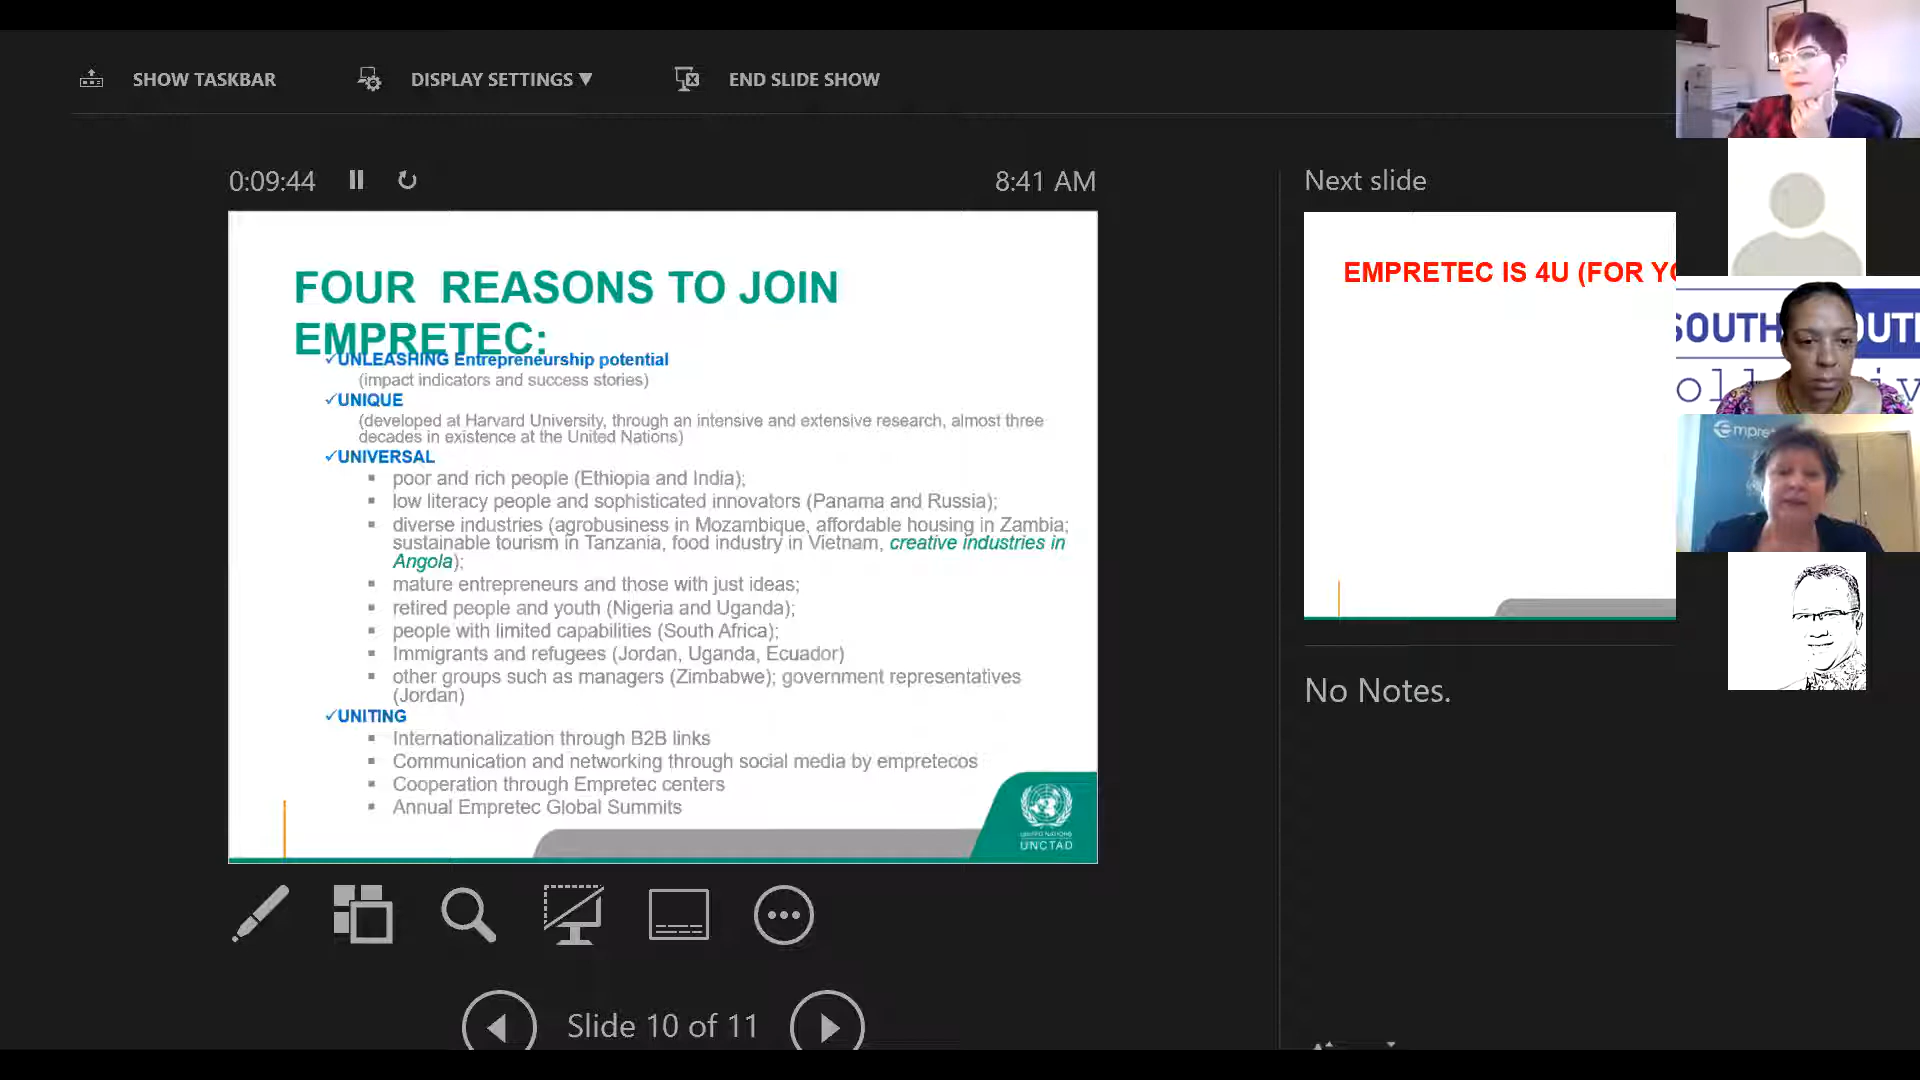 SHOW TASKBAR
DISPLAY SETTINGS ▼
END SLIDE SHOW
0:09:44
8:41 AM
FOUR REASONS TO JOIN
EMPRETEC:
✓UNLEASHING Entrepreneurship potential
(impact indicators and success stories)
✓UNIQUE
(developed at Harvard University, through an intensive and extensive research, almost three
decades in existence at the United Nations)
✓UNIVERSAL
▪ poor and rich people (Ethiopia and India);
▪ low literacy people and sophisticated innovators (Panama and Russia);
▪ diverse industries (agrobusiness in Mozambique, affordable housing in Zambia;
sustainable tourism in Tanzania, food industry in Vietnam, creative industries in
Angola);
▪ mature entrepreneurs and those with just ideas;
▪ retired people and youth (Nigeria and Uganda);
▪ people with limited capabilities (South Africa);
▪ Immigrants and refugees (Jordan, Uganda, Ecuador)
▪ other groups such as managers (Zimbabwe); government representatives
(Jordan)
✓UNITING
▪ Internationalization through B2B links
▪ Communication and networking through social media by empretecos
▪ Cooperation through Empretec centers
▪ Annual Empretec Global Summits
UNITED NATIONS
UNCTAD
Slide 10 of 11
Next slide
EMPRETEC IS 4U (FOR YO
No Notes.
SOUTH OUT
oll iv
Empre